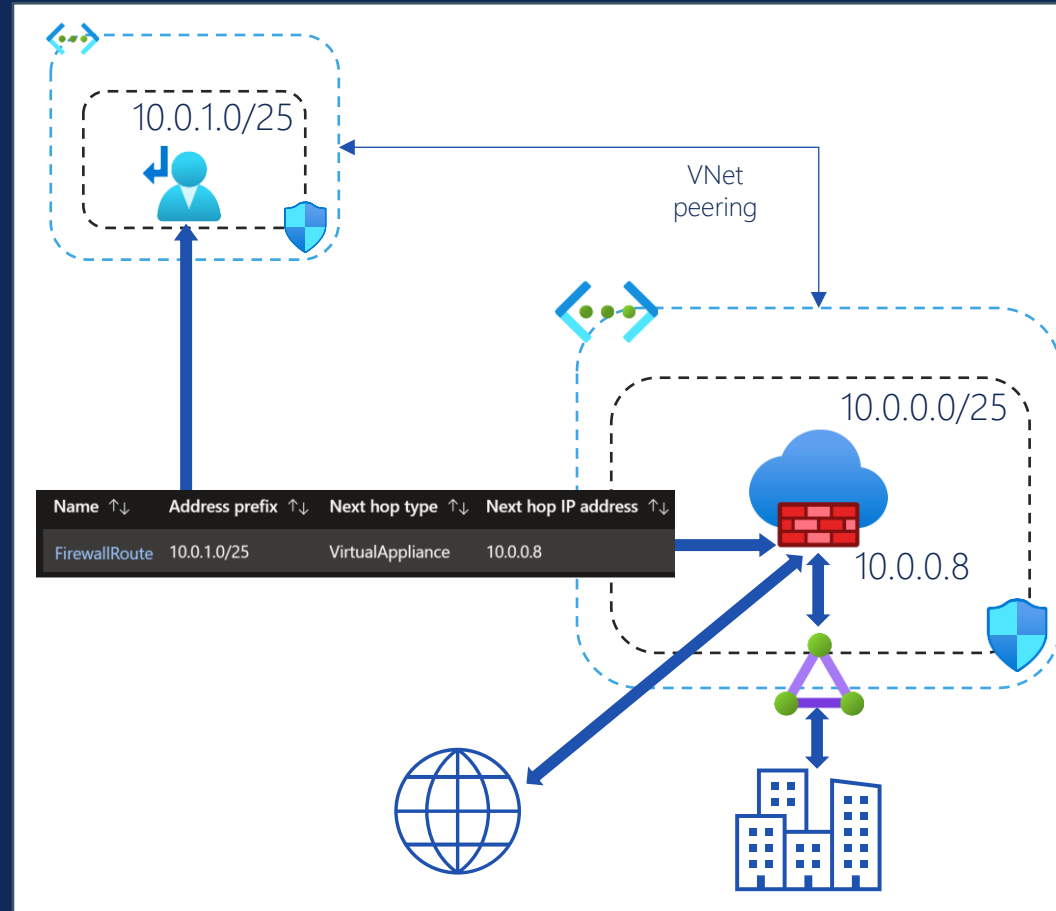 10.0.1.0/25
VNet
peering
10.0.0.0/25
Name ↑↓ Address prefix ↑↓ Next hop type ↑↓ Next hop IP address ↑↓
FirewallRoute 10.0.1.0/25 VirtualAppliance 10.0.0.8
10.0.0.8